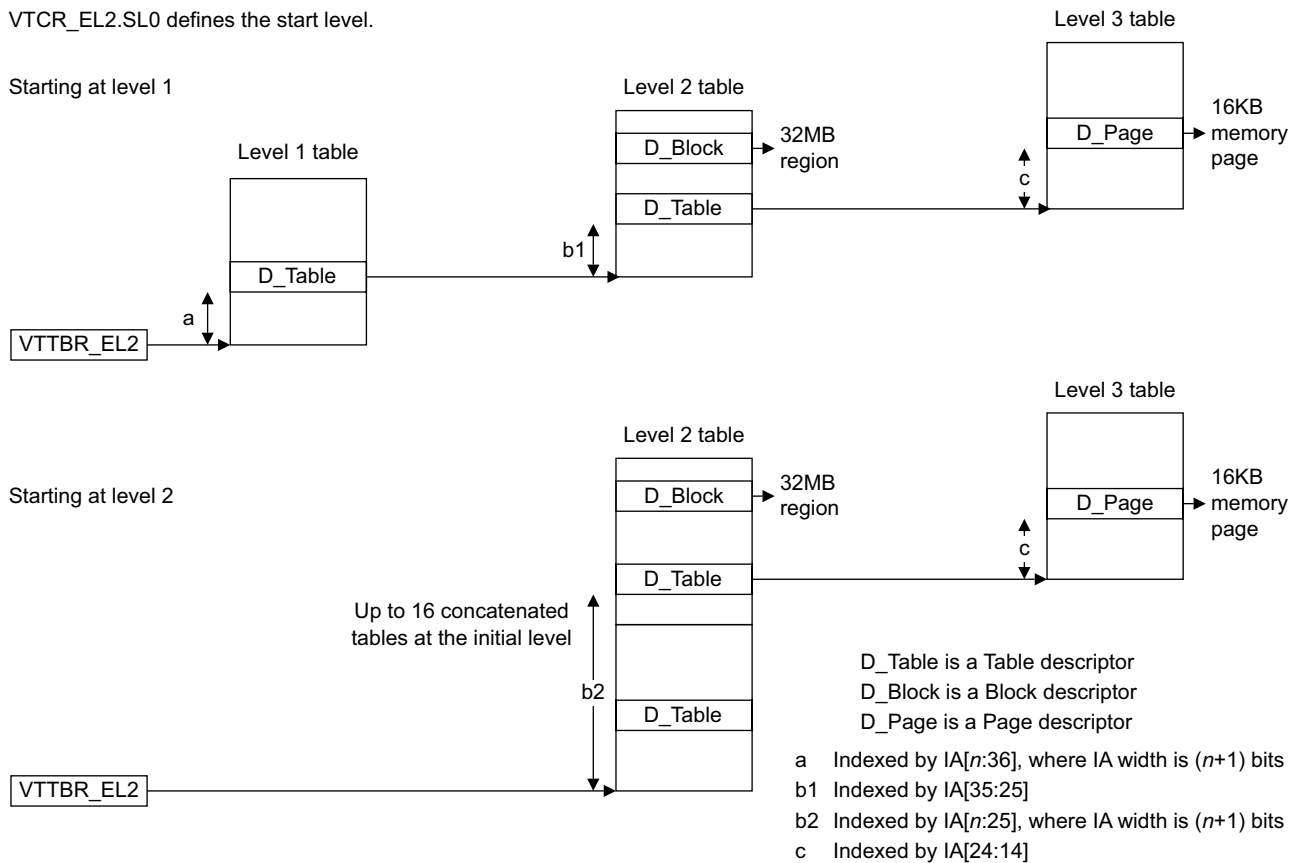 VTCR_EL2.SL0 defines the start level.
Starting at level 1
Level 1 table
D_Table
a
VTTBR_EL2
Level 2 table
D_Block
32MB
region
D_Table
b1
Level 3 table
D_Page
16KB
memory
page
c
Starting at level 2
Level 2 table
D_Block
32MB
region
D_Table
Up to 16 concatenated
tables at the initial level
b2
D_Table
VTTBR_EL2
Level 3 table
D_Page
16KB
memory
page
c
D_Table is a Table descriptor
D_Block is a Block descriptor
D_Page is a Page descriptor
a Indexed by IA[n:36], where IA width is (n+1) bits
b1 Indexed by IA[35:25]
b2 Indexed by IA[n:25], where IA width is (n+1) bits
c Indexed by IA[24:14]